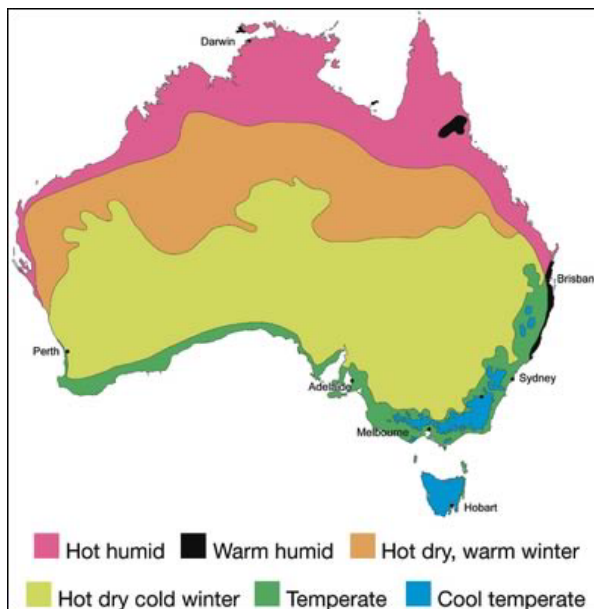 Darwin
Brisban
Perth
Sydney
Adelaide
Melbourne
Hobart
Hot humid
Warm humid
Hot dry, warm winter
Hot dry cold winter
Temperate
Cool temperate